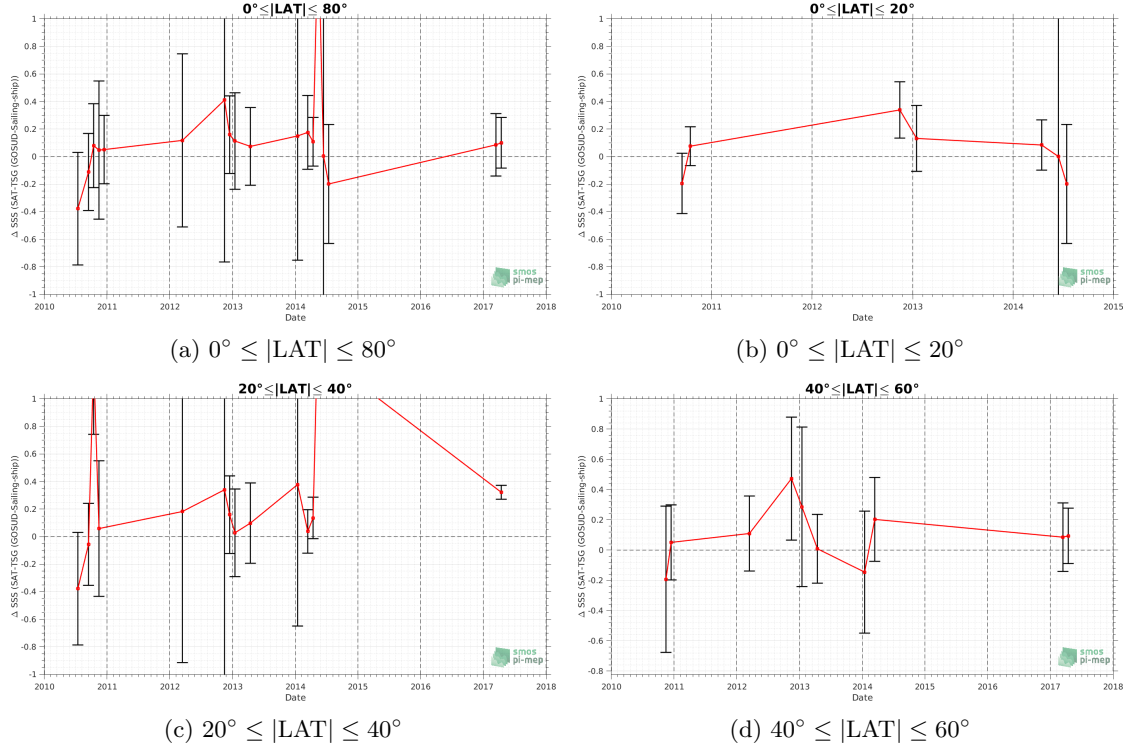 0°≤|LAT|≤ 80°
Δ SSS (SAT-TSG (GOSUD-Sailing-ship))
1
0.8
0.6
0.4
0.2
0
-0.2
-0.4
-0.6
-0.8
-1
2010 2011 2012 2013 2014 2015 2016 2017 2018
Date
smos
pi-mep
(a) 0° ≤ |LAT| ≤ 80°
0°≤|LAT|≤ 20°
Δ SSS (SAT-TSG (GOSUD-Sailing-ship))
1
0.8
0.6
0.4
0.2
0
-0.2
-0.4
-0.6
-0.8
-1
2010 2011 2012 2013 2014 2015
Date
smos
pi-mep
(b) 0° ≤ |LAT| ≤ 20°
20°≤|LAT|≤ 40°
Δ SSS (SAT-TSG (GOSUD-Sailing-ship))
1
0.8
0.6
0.4
0.2
0
-0.2
-0.4
-0.6
-0.8
-1
2010 2011 2012 2013 2014 2015 2016 2017 2018
Date
smos
pi-mep
(c) 20° ≤ |LAT| ≤ 40°
40°≤|LAT|≤ 60°
Δ SSS (SAT-TSG (GOSUD-Sailing-ship))
1
0.8
0.6
0.4
0.2
0
-0.2
-0.4
-0.6
-0.8
2010 2011 2012 2013 2014 2015 2016 2017 2018
Date
smos
pi-mep
(d) 40° ≤ |LAT| ≤ 60°